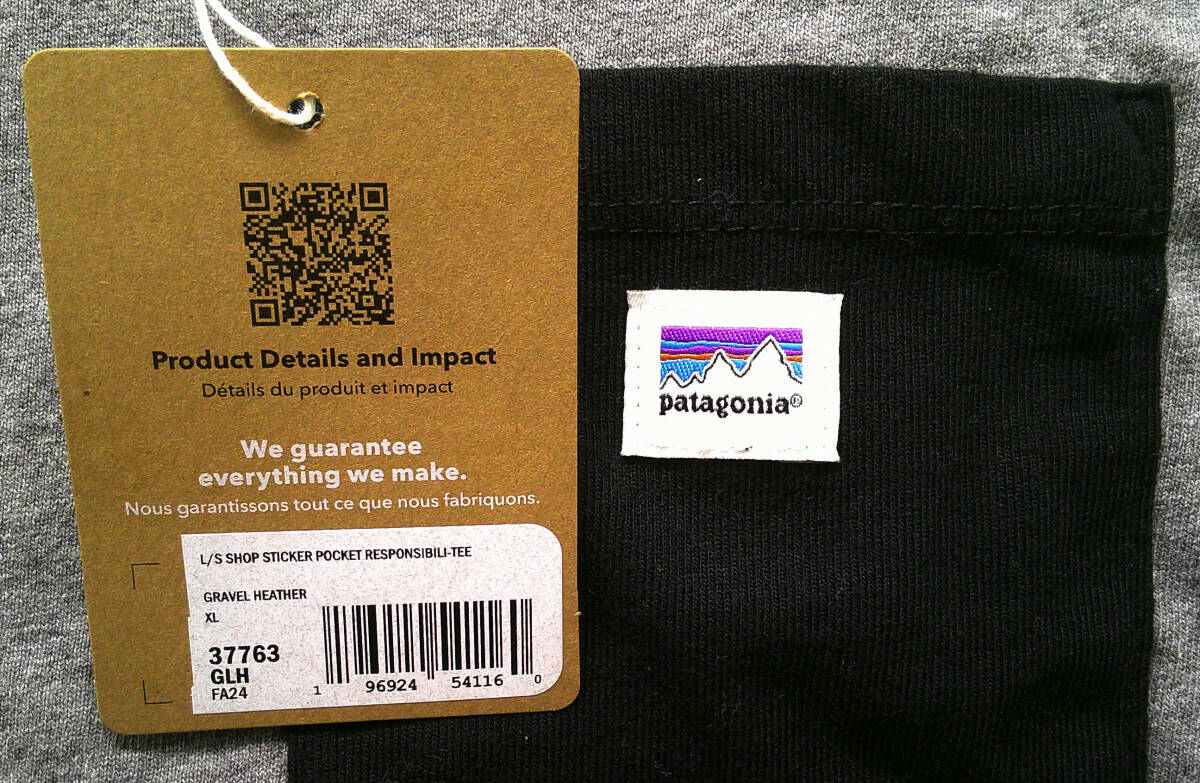 Product Details and Impact
Détails du produit et impact
We guarantee
everything we make.
Nous garantissons tout ce que nous fabriquons.
L/S SHOP STICKER POCKET RESPONSIBILI-TEE
GRAVEL HEATHER
XL
37763
GLH
FA24
1 96924 54116 0
patagonia®